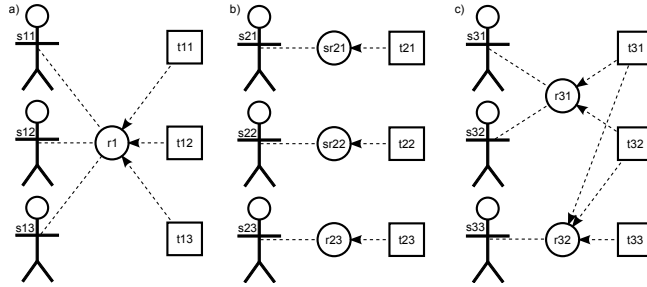 a)
b)
c)
s11
t11
s21
sr21
t21
s31
t31
r31
s12
r1
t12
s22
sr22
t22
s32
t32
s13
t13
s23
r23
t23
s33
r32
t33